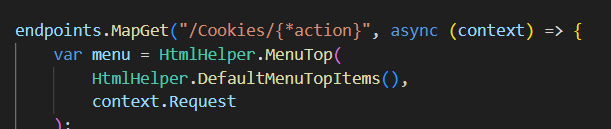 endpoints.MapGet("/Cookies/{*action}", async (context) => {
var menu = HtmlHelper.MenuTop(
HtmlHelper.DefaultMenuTopItems(),
context.Request
);